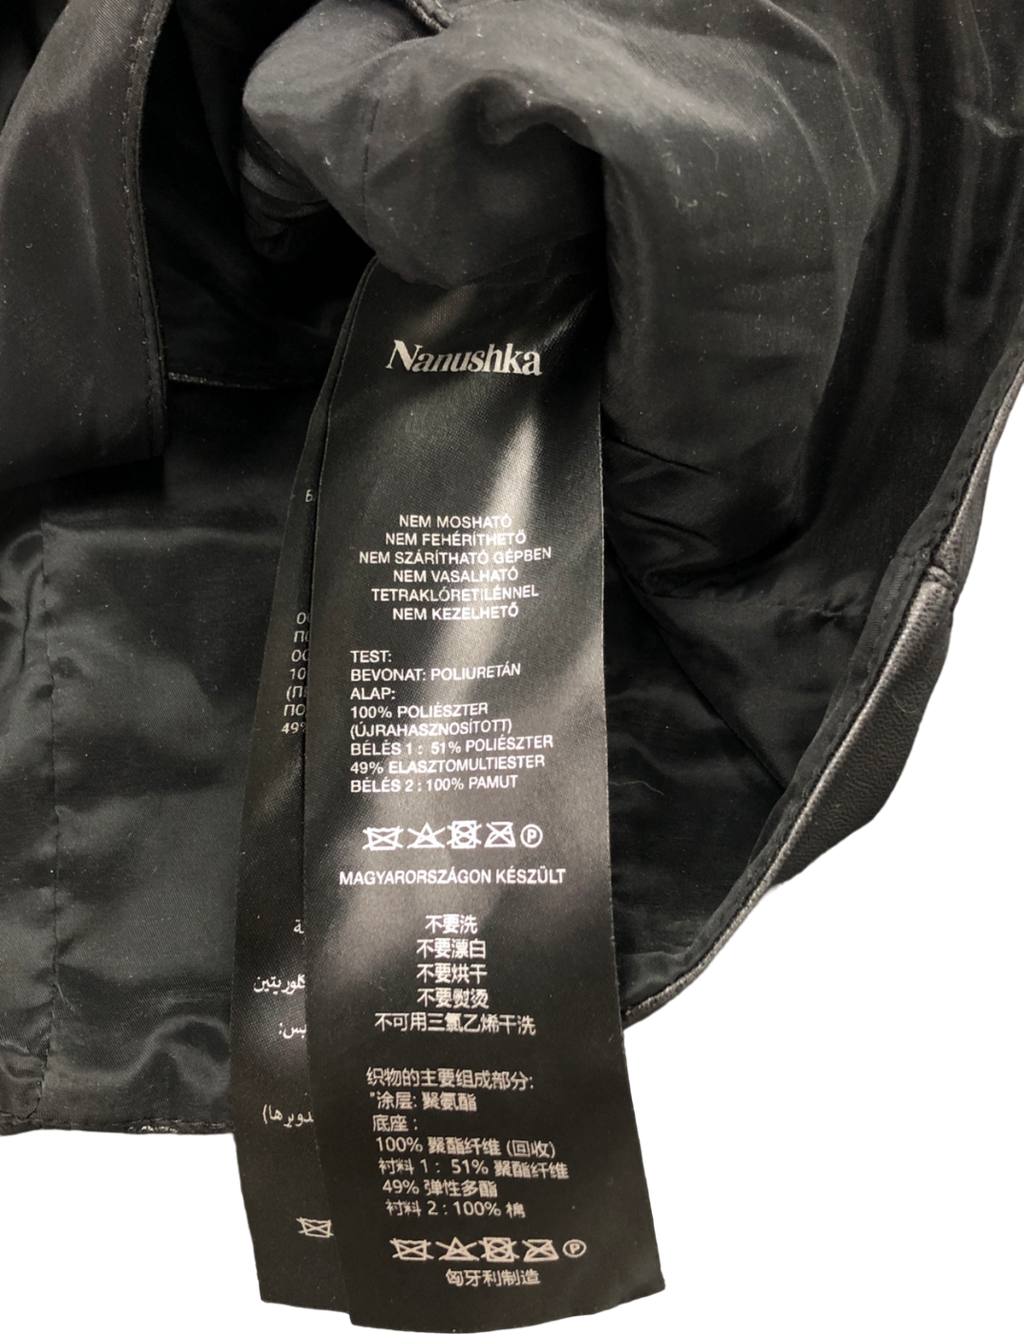 Nanushka
NEM MOSHATÓ
NEM FEHÉRÍTHETŐ
NEM SZÁRÍTHATÓ GÉPBEN
NEM VASALHATÓ
TETRAKLÓRETILÉNNEL
NEM KEZELHETŐ
TEST:
BEVONAT: POLIURETÁN
ALAP:
100% POLIÉSZTER
(ÚJRAHASZNOSÍTOTT)
BÉLÉS 1 : 51% POLIÉSZTER
49% ELASZTOMULTIESTER
BÉLÉS 2 : 100% PAMUT
P
MAGYARORSZÁGON KÉSZÜLT
不要洗
不要漂白
不要烘干
不要熨烫
不可用三氯乙烯干洗
织物的主要组成部分:
"涂层: 聚氨酯
底座 :
100% 聚酯纤维 (回收)
衬料 1 : 51% 聚酯纤维
49% 弹性多酯
衬料 2 : 100% 棉
P
匈牙利制造
10
49%